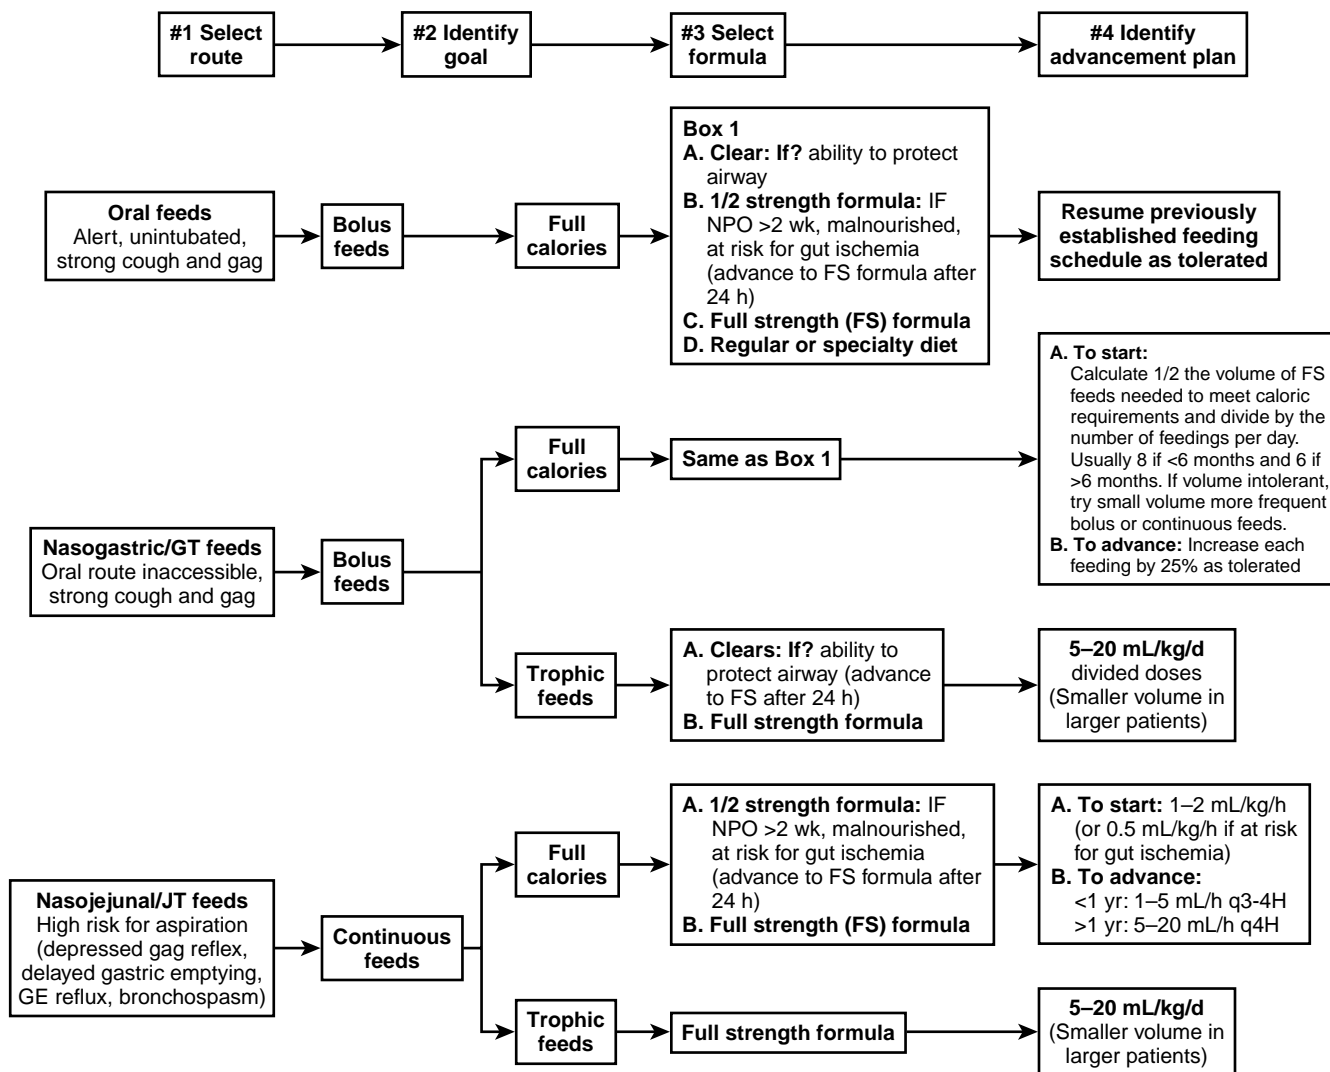 #1 Select
route
#2 Identify
goal
#3 Select
formula
#4 Identify
advancement plan
Oral feeds
Alert, unintubated,
strong cough and gag
Bolus
feeds
Full
calories
Box 1
A. Clear: If? ability to protect
airway
B. 1/2 strength formula: IF
NPO >2 wk, malnourished,
at risk for gut ischemia
(advance to FS formula after
24 h)
C. Full strength (FS) formula
D. Regular or specialty diet
Resume previously
established feeding
schedule as tolerated
Nasogastric/GT feeds
Oral route inaccessible,
strong cough and gag
Bolus
feeds
Full
calories
Same as Box 1
A. To start:
Calculate 1/2 the volume of FS
feeds needed to meet caloric
requirements and divide by the
number of feedings per day.
Usually 8 if <6 months and 6 if
>6 months. If volume intolerant,
try small volume more frequent
bolus or continuous feeds.
B. To advance: Increase each
feeding by 25% as tolerated
Trophic
feeds
A. Clears: If? ability to
protect airway (advance
to FS after 24 h)
B. Full strength formula
5–20 mL/kg/d
divided doses
(Smaller volume in
larger patients)
Nasojejunal/JT feeds
High risk for aspiration
(depressed gag reflex,
delayed gastric emptying,
GE reflux, bronchospasm)
Continuous
feeds
Full
calories
A. 1/2 strength formula: IF
NPO >2 wk, malnourished,
at risk for gut ischemia
(advance to FS formula after
24 h)
B. Full strength (FS) formula
A. To start: 1–2 mL/kg/h
(or 0.5 mL/kg/h if at risk
for gut ischemia)
B. To advance:
<1 yr: 1–5 mL/h q3-4H
>1 yr: 5–20 mL/h q4H
Trophic
feeds
Full strength formula
5–20 mL/kg/d
(Smaller volume in
larger patients)